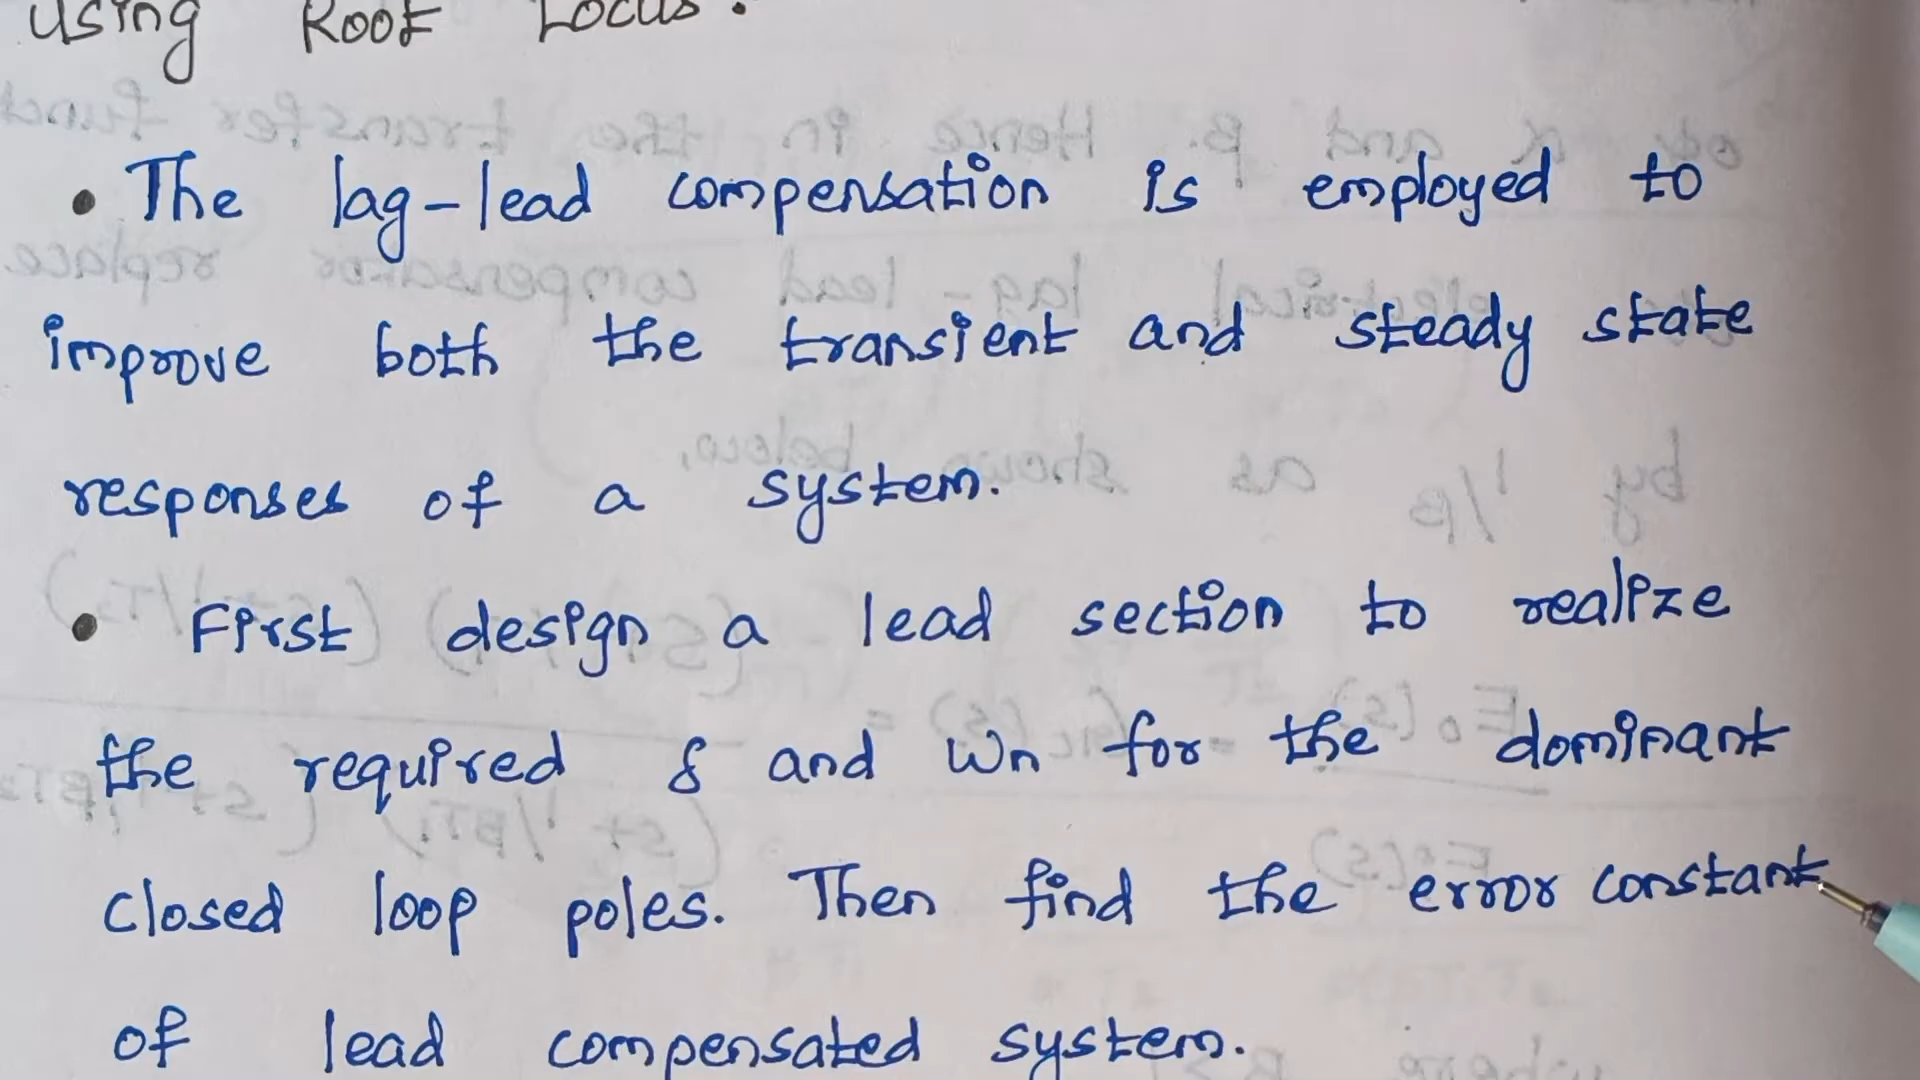 using Root Locus.
• The lag-lead compensation is employed to
improve both the transient and steady state
responses of a system.
• First design a lead section to realize
the required δ and Wn for the dominant
closed loop poles. Then find the error constant
of lead compensated system.